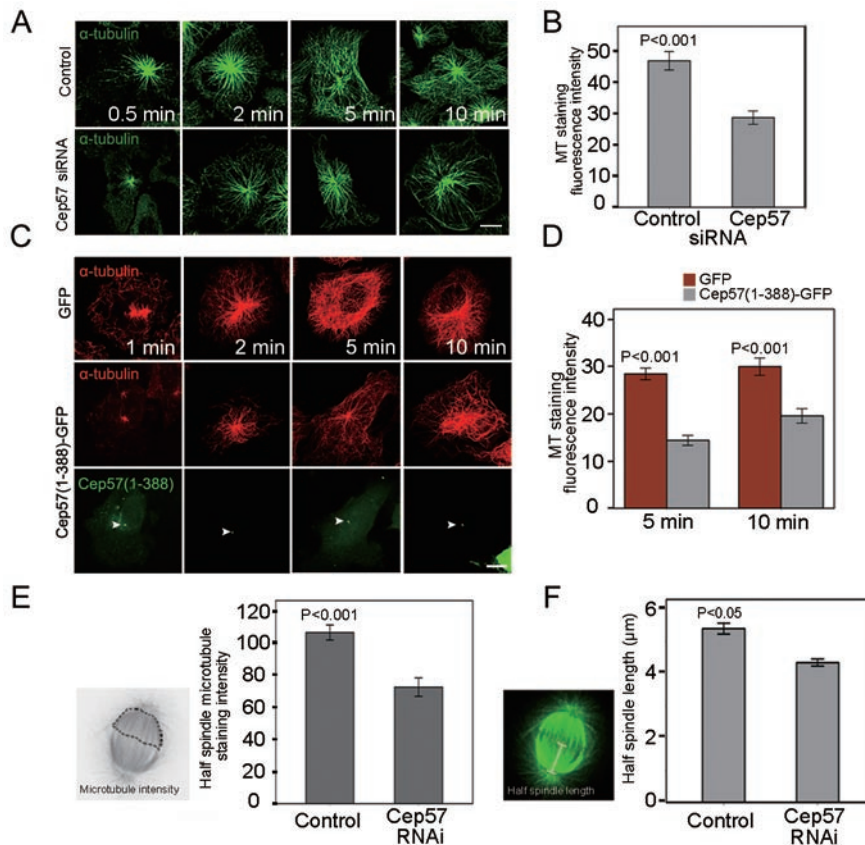 A
α-tubulin
Control
0.5 min
2 min
5 min
10 min
α-tubulin
Cep57 siRNA
B
P<0.001
MT staining
fluorescence intensity
50
40
30
20
10
0
Control
Cep57
siRNA
C
α-tubulin
GFP
1 min
2 min
5 min
10 min
α-tubulin
Cep57(1-388)-GFP
Cep57(1-388)
D
GFP
Cep57(1-388)-GFP
MT staining
fluorescence intensity
40
30
20
10
0
P<0.001
P<0.001
5 min
10 min
E
Microtubule intensity
Half spindle microtubule
staining intensity
120
100
80
60
40
20
0
P<0.001
Control
Cep57
RNAi
F
Half spindle length
Half spindle length (μm)
6
4
2
0
P<0.05
Control
Cep57
RNAi